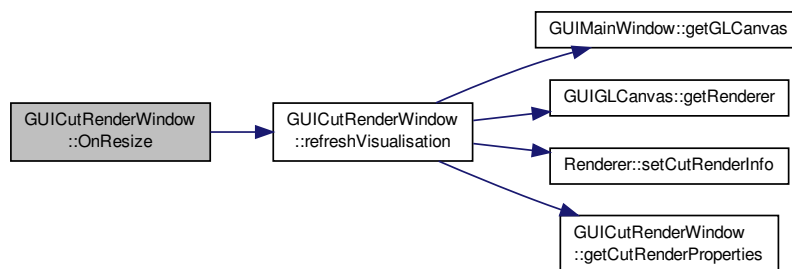 GUIMainWindow::getGLCanvas
GUICutRenderWindow
::OnResize
GUICutRenderWindow
::refreshVisualisation
GUIGLCanvas::getRenderer
Renderer::setCutRenderInfo
GUICutRenderWindow
::getCutRenderProperties